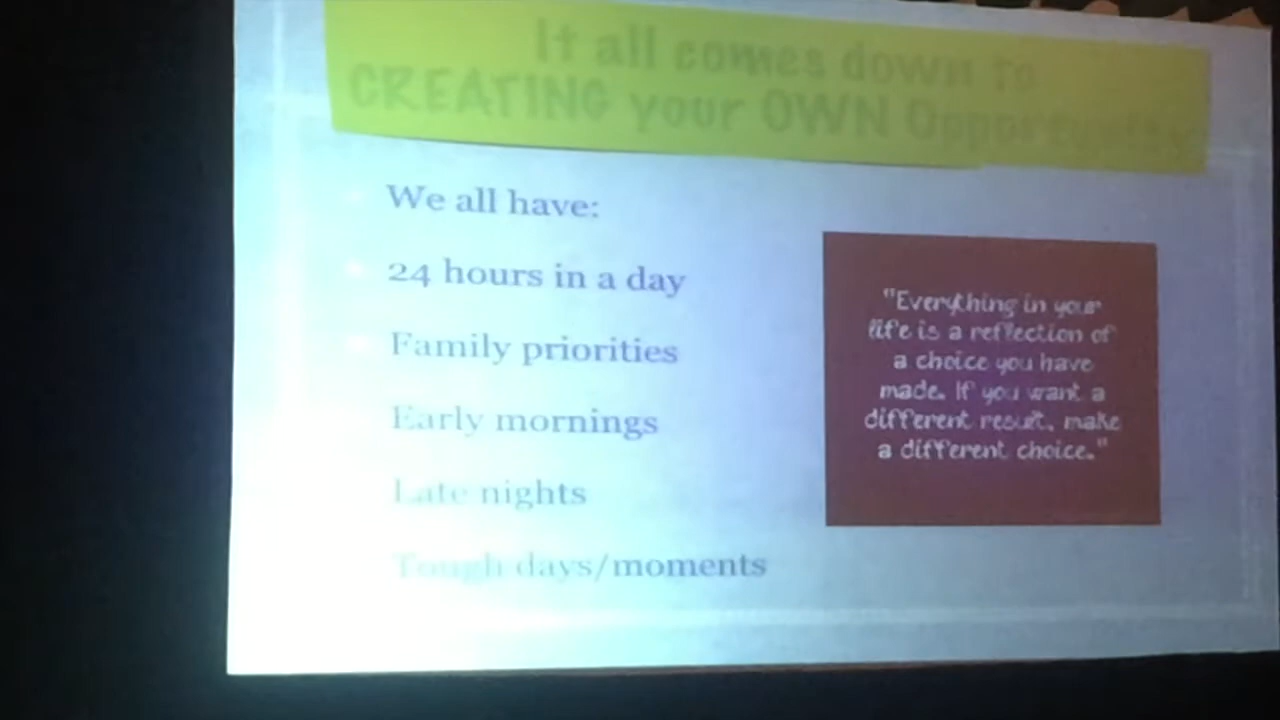 It all comes down to
CREATING your OWN Opportunities
We all have:
24 hours in a day
Family priorities
Early mornings
Late nights
Tough days/moments
"Everything in your
life is a reflection of
a choice you have
made. If you want a
different result, make
a different choice."